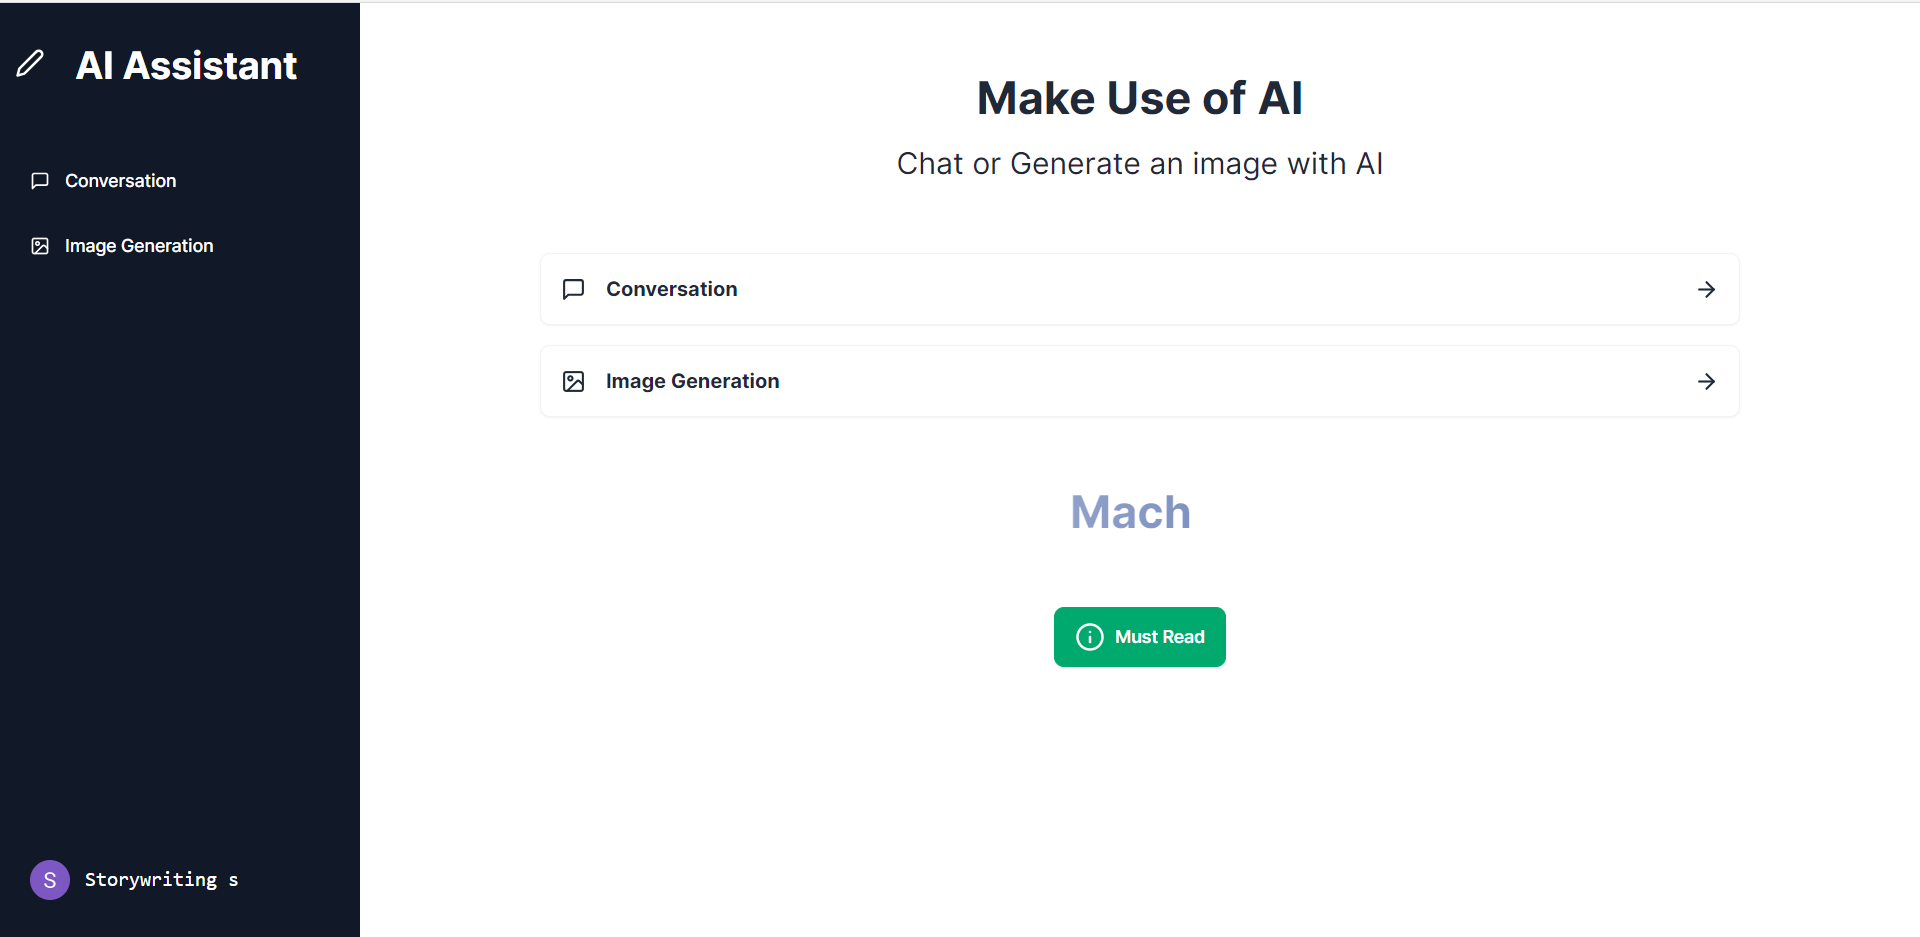 AI Assistant
Conversation
Image Generation
S
Storywriting s
Make Use of AI
Chat or Generate an image with AI
Conversation
Image Generation
Mach
Must Read